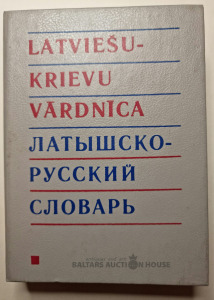 LATVIEŠU-
KRIEVU
VĀRDNĪCA
ЛАТЫШСКО-
РУССКИЙ
СЛОВАРЬ
BALTARS AUCTION HOUSE